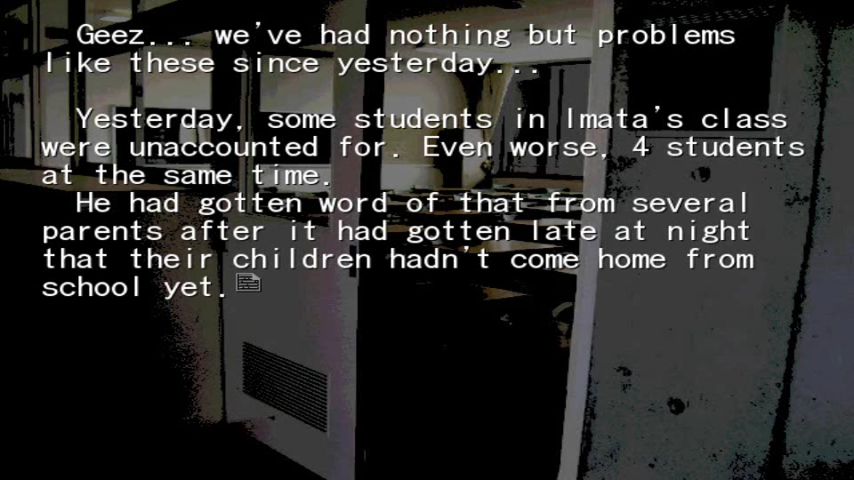 Geez... we've had nothing but problems
like these since yesterday...
Yesterday, some students in Imata's class
were unaccounted for. Even worse, 4 students
at the same time.
He had gotten word of that from several
parents after it had gotten late at night
that their children hadn't come home from
school yet.